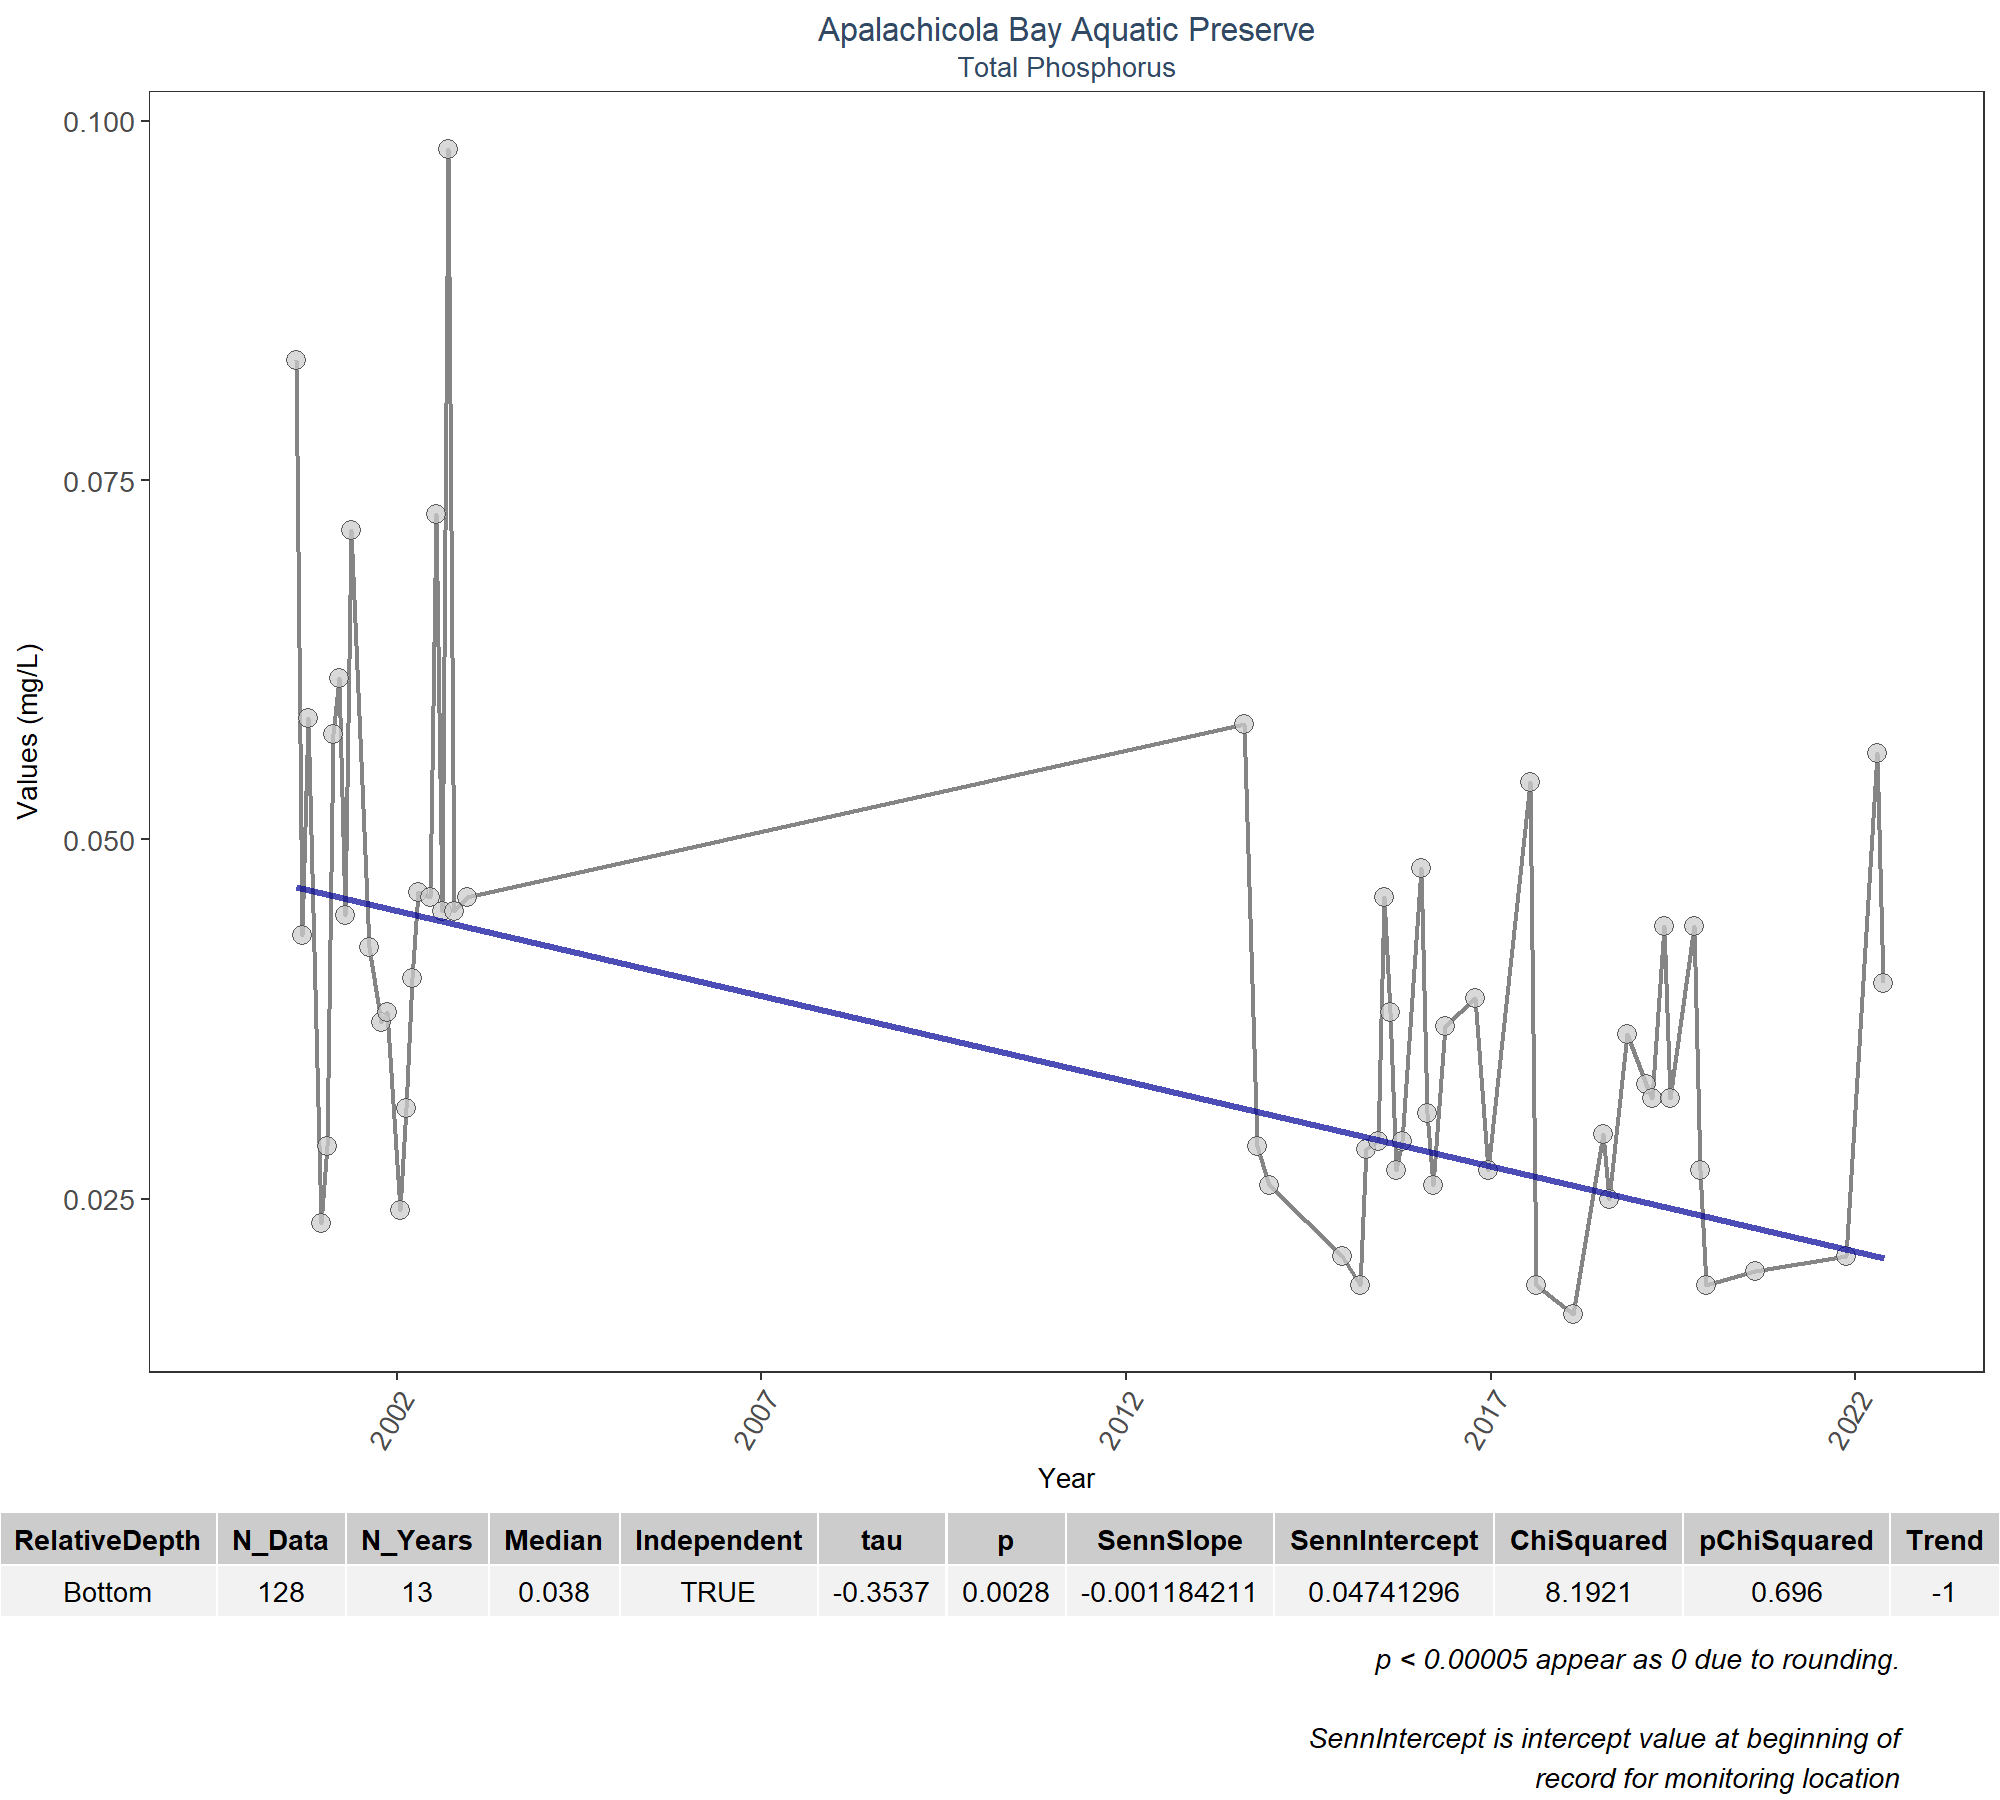 Apalachicola Bay Aquatic Preserve
Total Phosphorus
0.100
0.075
0.050
0.025
Values (mg/L)
2002
2007
2012
2017
2022
Year
RelativeDepth N_Data N_Years Median Independent tau p SennSlope SennIntercept ChiSquared pChiSquared Trend
Bottom 128 13 0.038 TRUE -0.3537 0.0028 -0.001184211 0.04741296 8.1921 0.696 -1
p < 0.00005 appear as 0 due to rounding.
SennIntercept is intercept value at beginning of
record for monitoring location